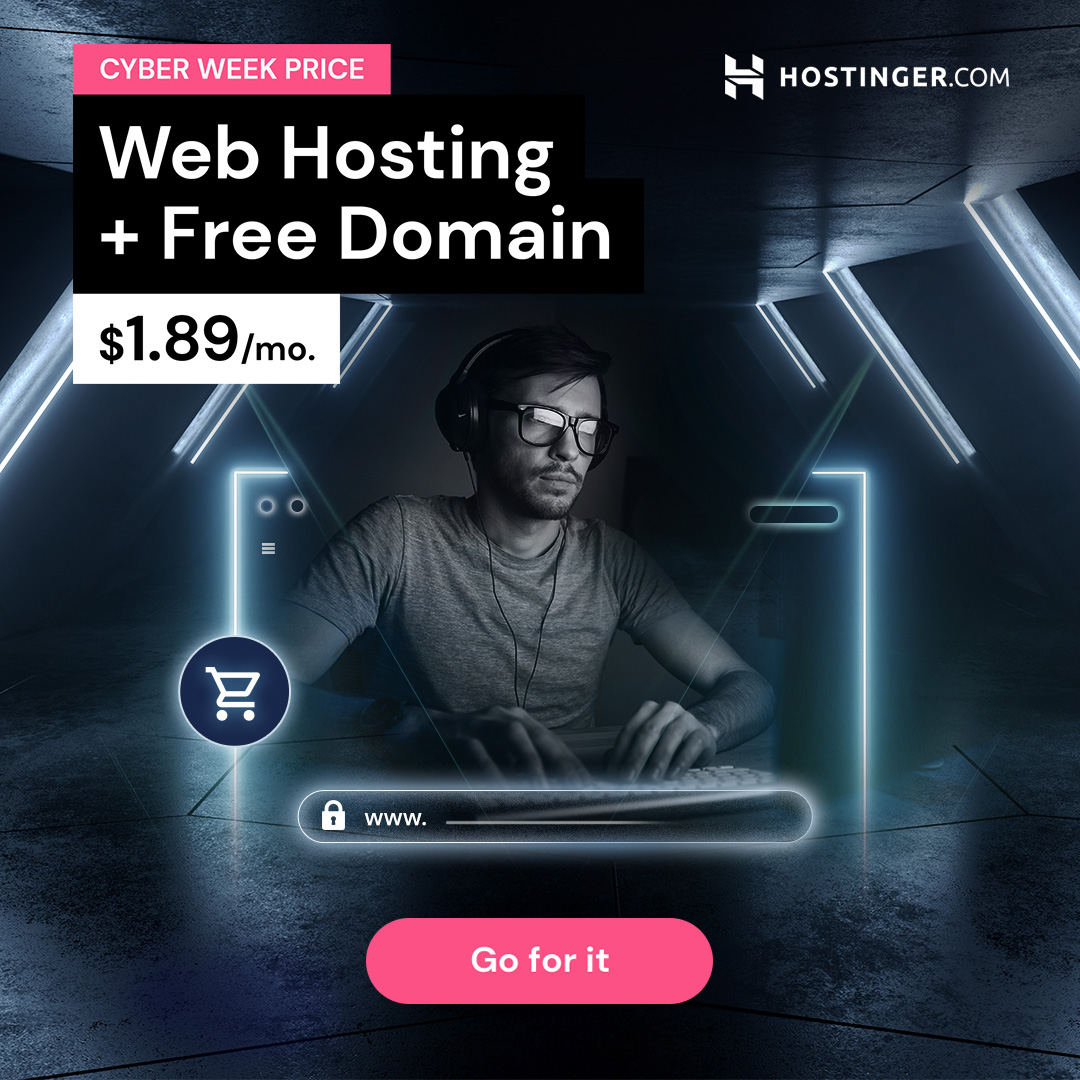 CYBER WEEK PRICE
HOSTINGER.COM
Web Hosting
+ Free Domain
$1.89/mo.
www.
Go for it